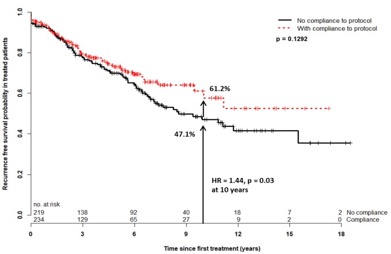 No compliance to protocol
With compliance to protocol
p = 0.1292
Recurrence free survival probability in treated patients
1.0
0.8
0.6
0.4
0.2
0.0
61.2%
47.1%
HR = 1.44, p = 0.03
at 10 years
no. at risk
219 138 92 40 18 7 2 No compliance
234 129 65 27 5 2 0 Compliance
0 3 6 9 12 15 18
Time since first treatment (years)